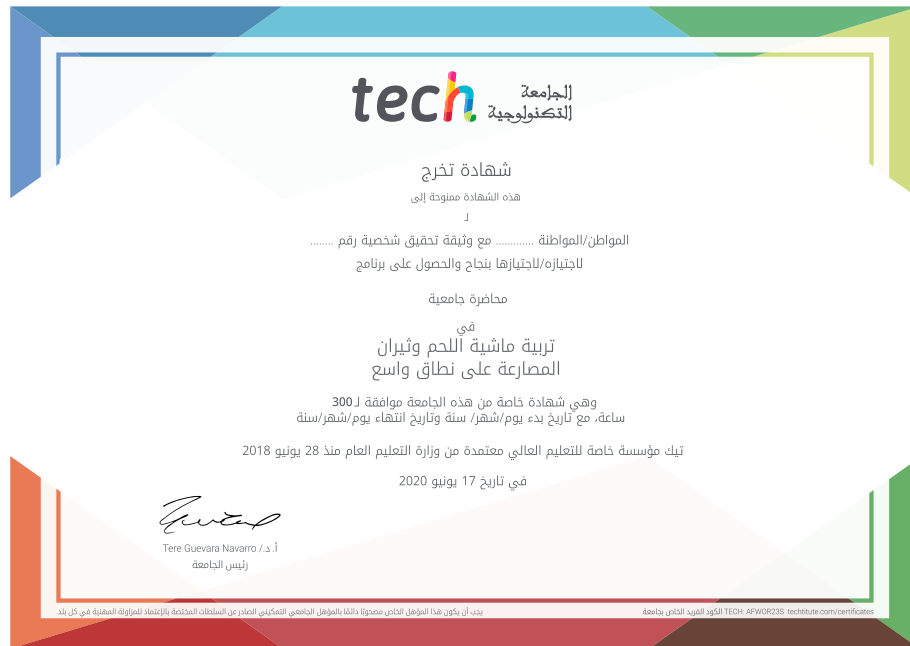 tech
الجامعة
التكنولوجية
شهادة تخرج
هذه الشهادة ممنوحة إلى
لـ
المواطن/المواطنة ............ مع وثيقة تحقيق شخصية رقم ........
لاجتيازه/لاجتيازها بنجاح والحصول على برنامج
محاضرة جامعية
في
تربية ماشية اللحم وثيران
المصارعة على نطاق واسع
وهي شهادة خاصة من هذه الجامعة موافقة لـ 300
ساعة، مع تاريخ بدء يوم/شهر/ سنة وتاريخ انتهاء يوم/شهر/سنة
تيك مؤسسة خاصة للتعليم العالي معتمدة من وزارة التعليم العام منذ 28 يونيو 2018
في تاريخ 17 يونيو 2020
أ. د./ Tere Guevara Navarro
رئيس الجامعة
يجب أن يكون هذا المؤهل الخاص مصحوبًا دائمًا بالمؤهل الجامعي التمكيني الصادر عن السلطات المختصة بالإعتماد للمزاولة المهنية في كل بلد.
الكود الفريد الخاص بجامعة TECH: AFWOR23S techtitute.com/certificates